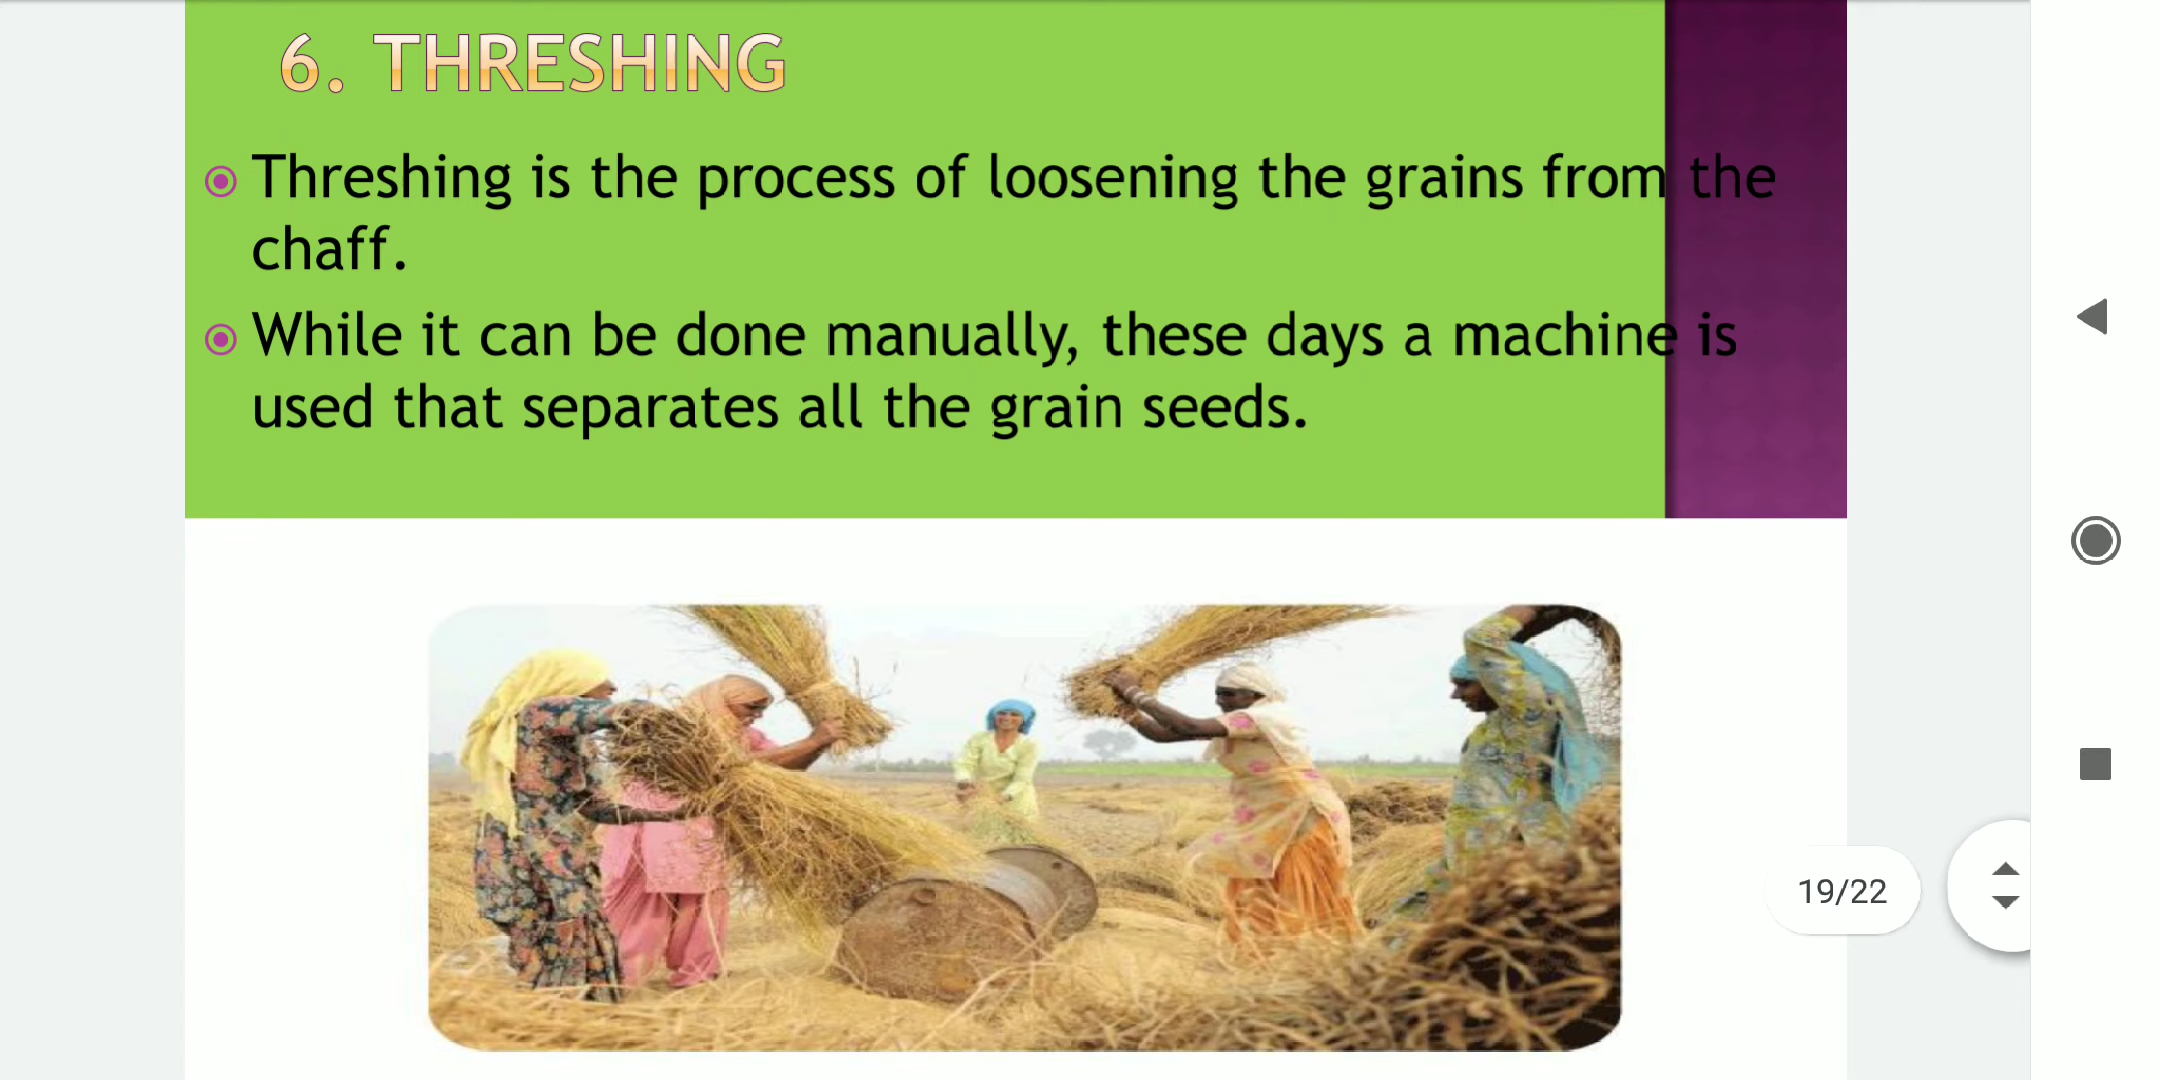 6. THRESHING
Threshing is the process of loosening the grains from the
chaff.
While it can be done manually, these days a machine is
used that separates all the grain seeds.
19/22